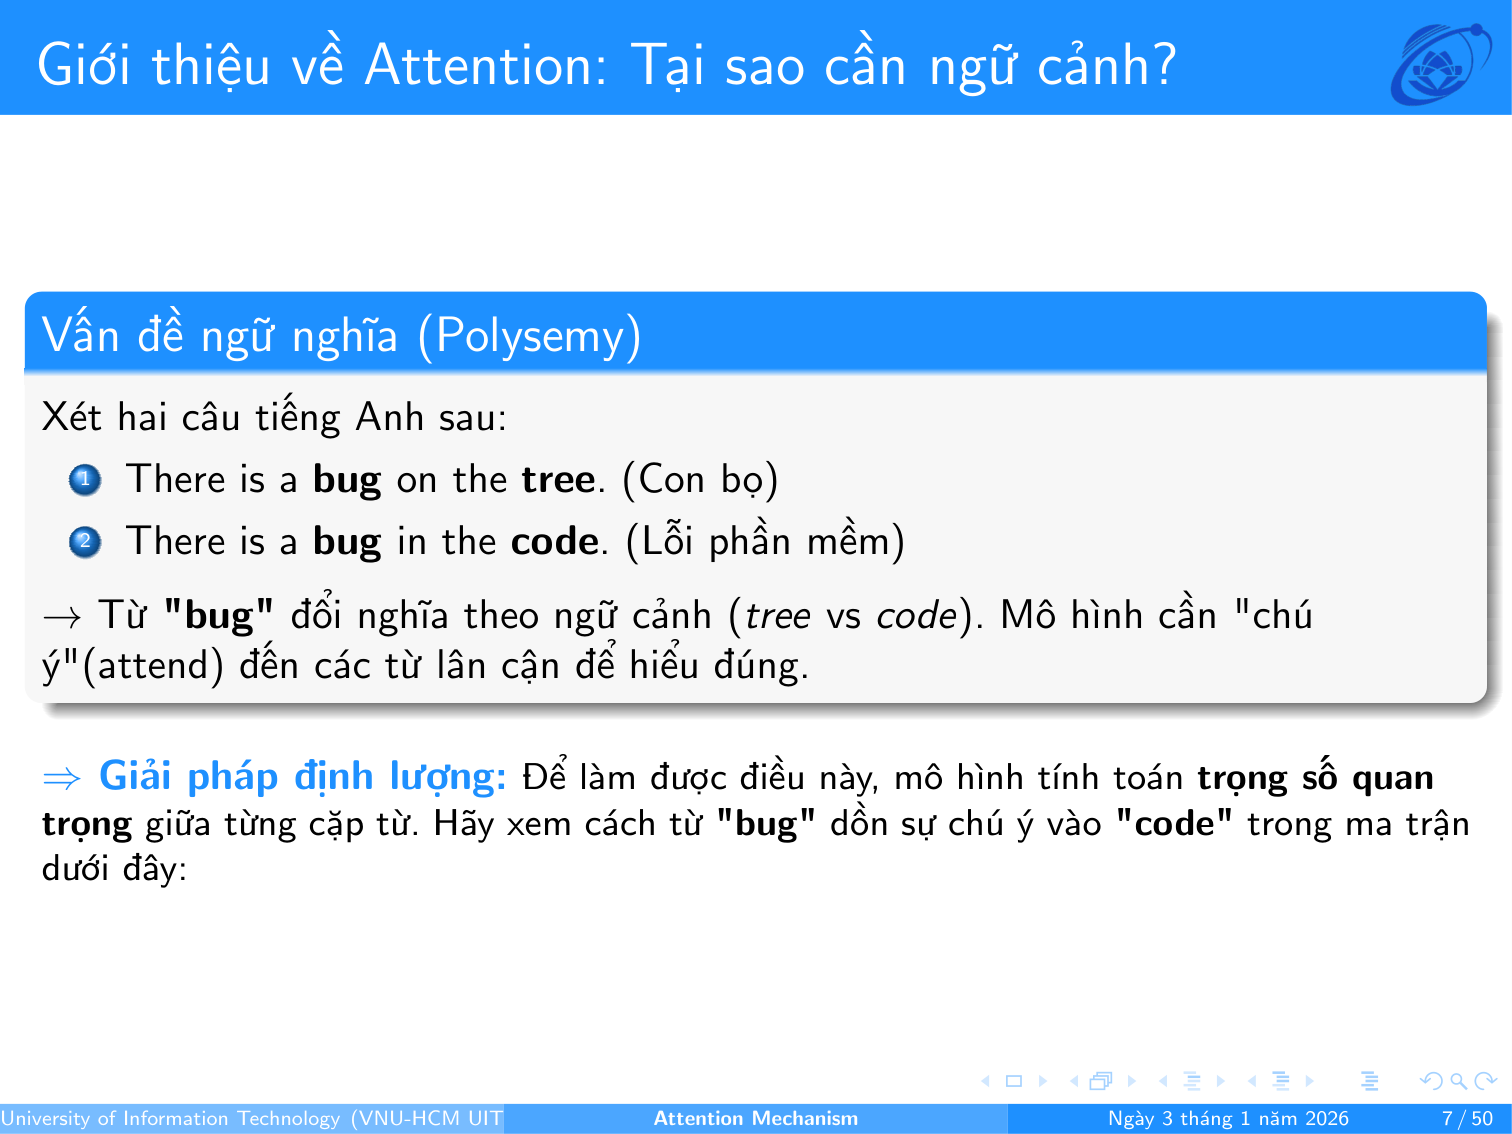 Giới thiệu về Attention: Tại sao cần ngữ cảnh?
Vấn đề ngữ nghĩa (Polysemy)
Xét hai câu tiếng Anh sau:
1 There is a bug on the tree. (Con bọ)
2 There is a bug in the code. (Lỗi phần mềm)
→ Từ "bug" đổi nghĩa theo ngữ cảnh (tree vs code). Mô hình cần "chú
ý"(attend) đến các từ lân cận để hiểu đúng.
⇒ Giải pháp định lượng: Để làm được điều này, mô hình tính toán trọng số quan
trọng giữa từng cặp từ. Hãy xem cách từ "bug" dồn sự chú ý vào "code" trong ma trận
dưới đây:
University of Information Technology (VNU-HCM UIT Attention Mechanism Ngày 3 tháng 1 năm 2026 7 / 50